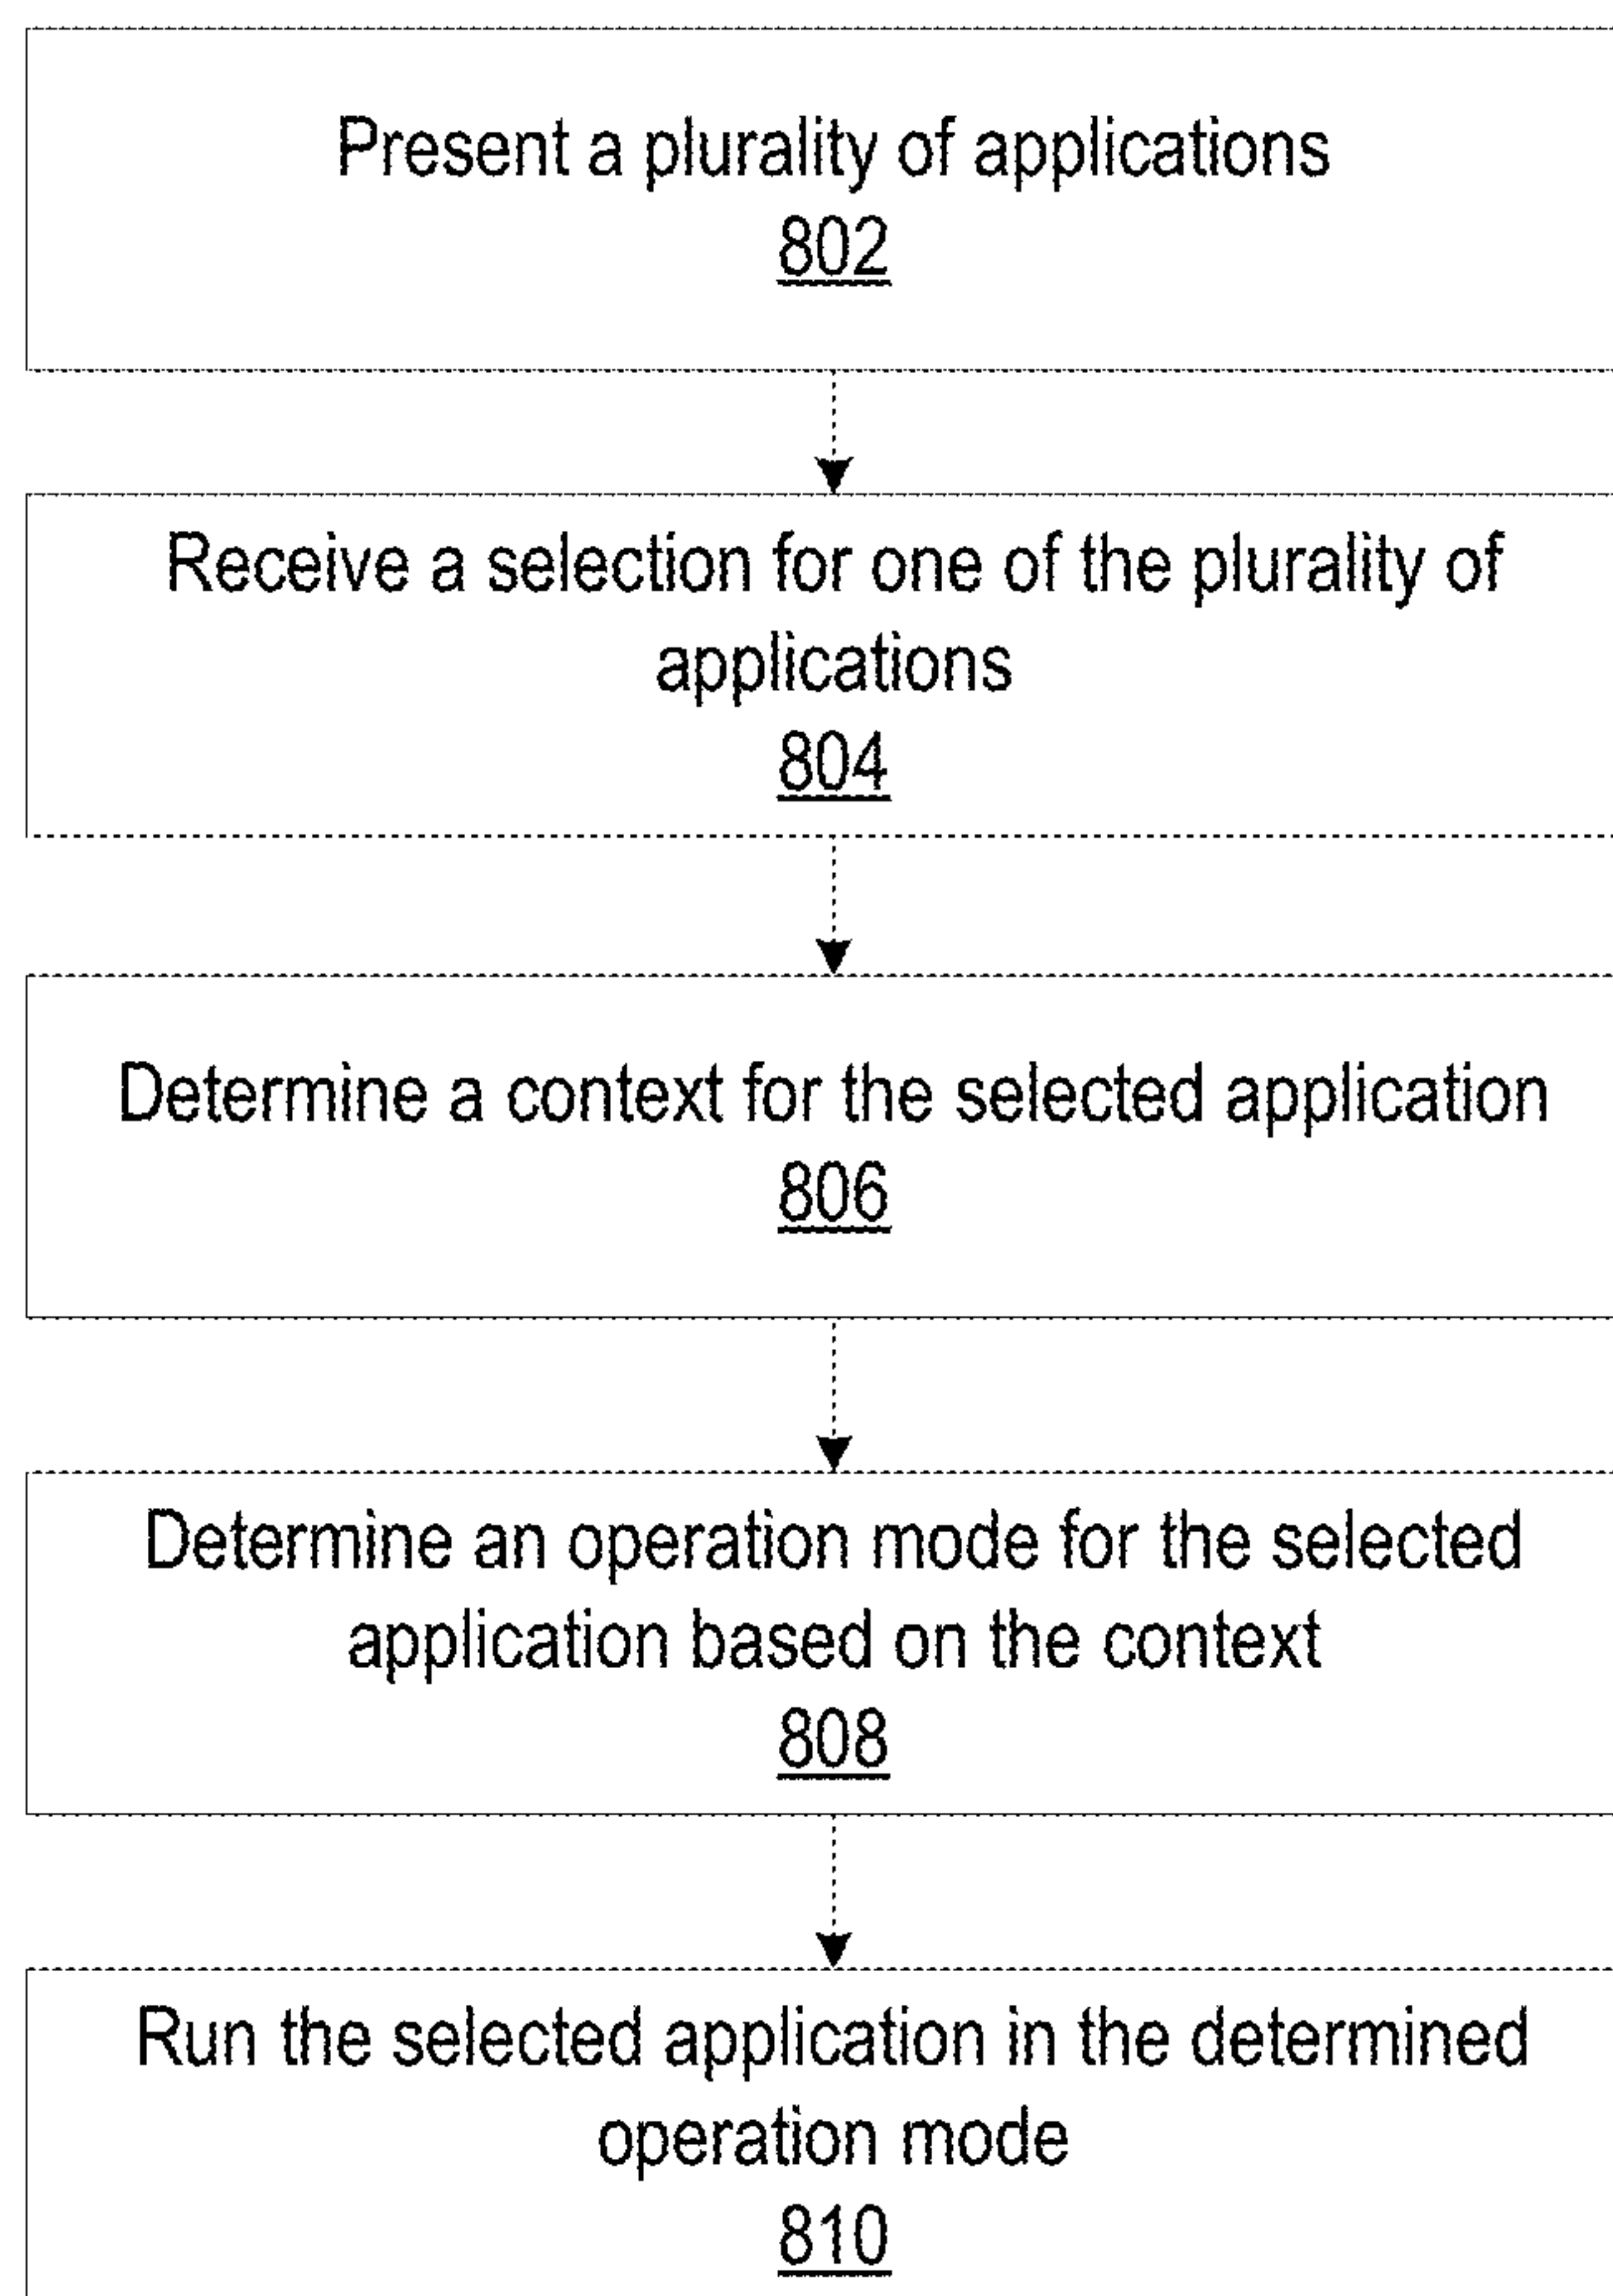 Present a plurality of applications
802
Receive a selection for one of the plurality of
applications
804
Determine a context for the selected application
806
Determine an operation mode for the selected
application based on the context
808
Run the selected application in the determined
operation mode
810